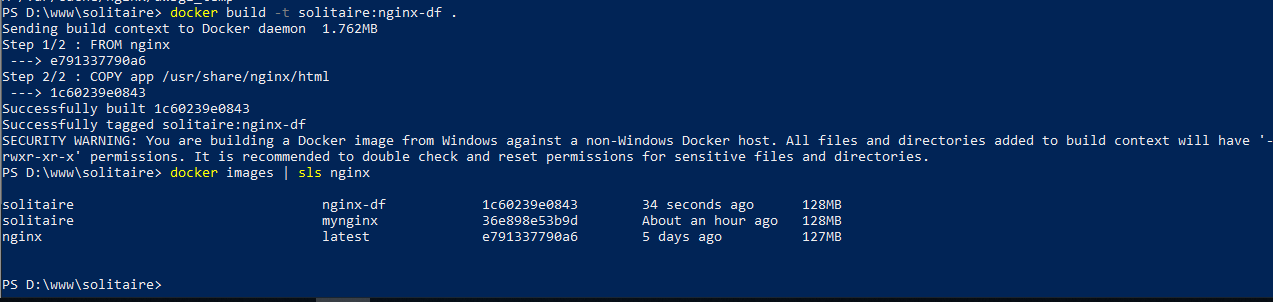 PS D:\www\solitaire> docker build -t solitaire:nginx-df .
Sending build context to Docker daemon  1.762MB
Step 1/2 : FROM nginx
 ---> e791337790a6
Step 2/2 : COPY app /usr/share/nginx/html
 ---> 1c60239e0843
Successfully built 1c60239e0843
Successfully tagged solitaire:nginx-df
SECURITY WARNING: You are building a Docker image from Windows against a non-Windows Docker host. All files and directories added to build context will have '-
rwxr-xr-x' permissions. It is recommended to double check and reset permissions for sensitive files and directories.
PS D:\www\solitaire> docker images | sls nginx
solitaire nginx-df 1c60239e0843 34 seconds ago 128MB
solitaire mynginx 36e898e53b9d About an hour ago 128MB
nginx latest e791337790a6 5 days ago 127MB
PS D:\www\solitaire>